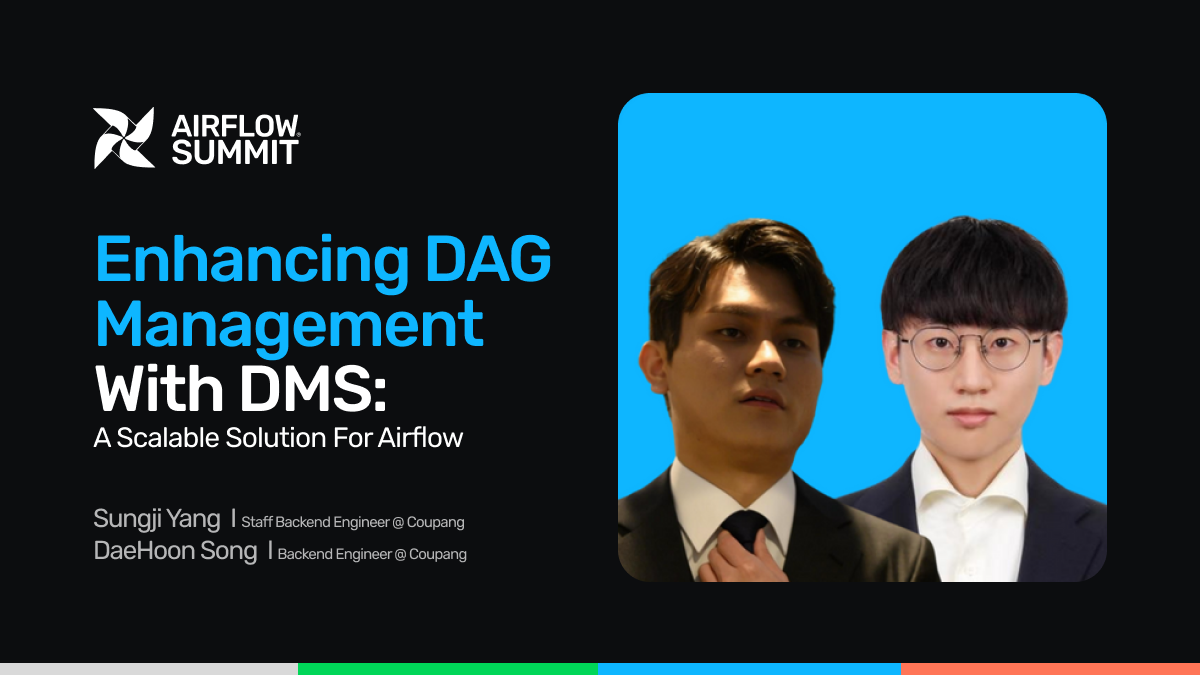 AIRFLOW
SUMMIT
Enhancing DAG
Management
With DMS:
A Scalable Solution For Airflow
Sungji Yang | Staff Backend Engineer @ Coupang
DaeHoon Song | Backend Engineer @ Coupang